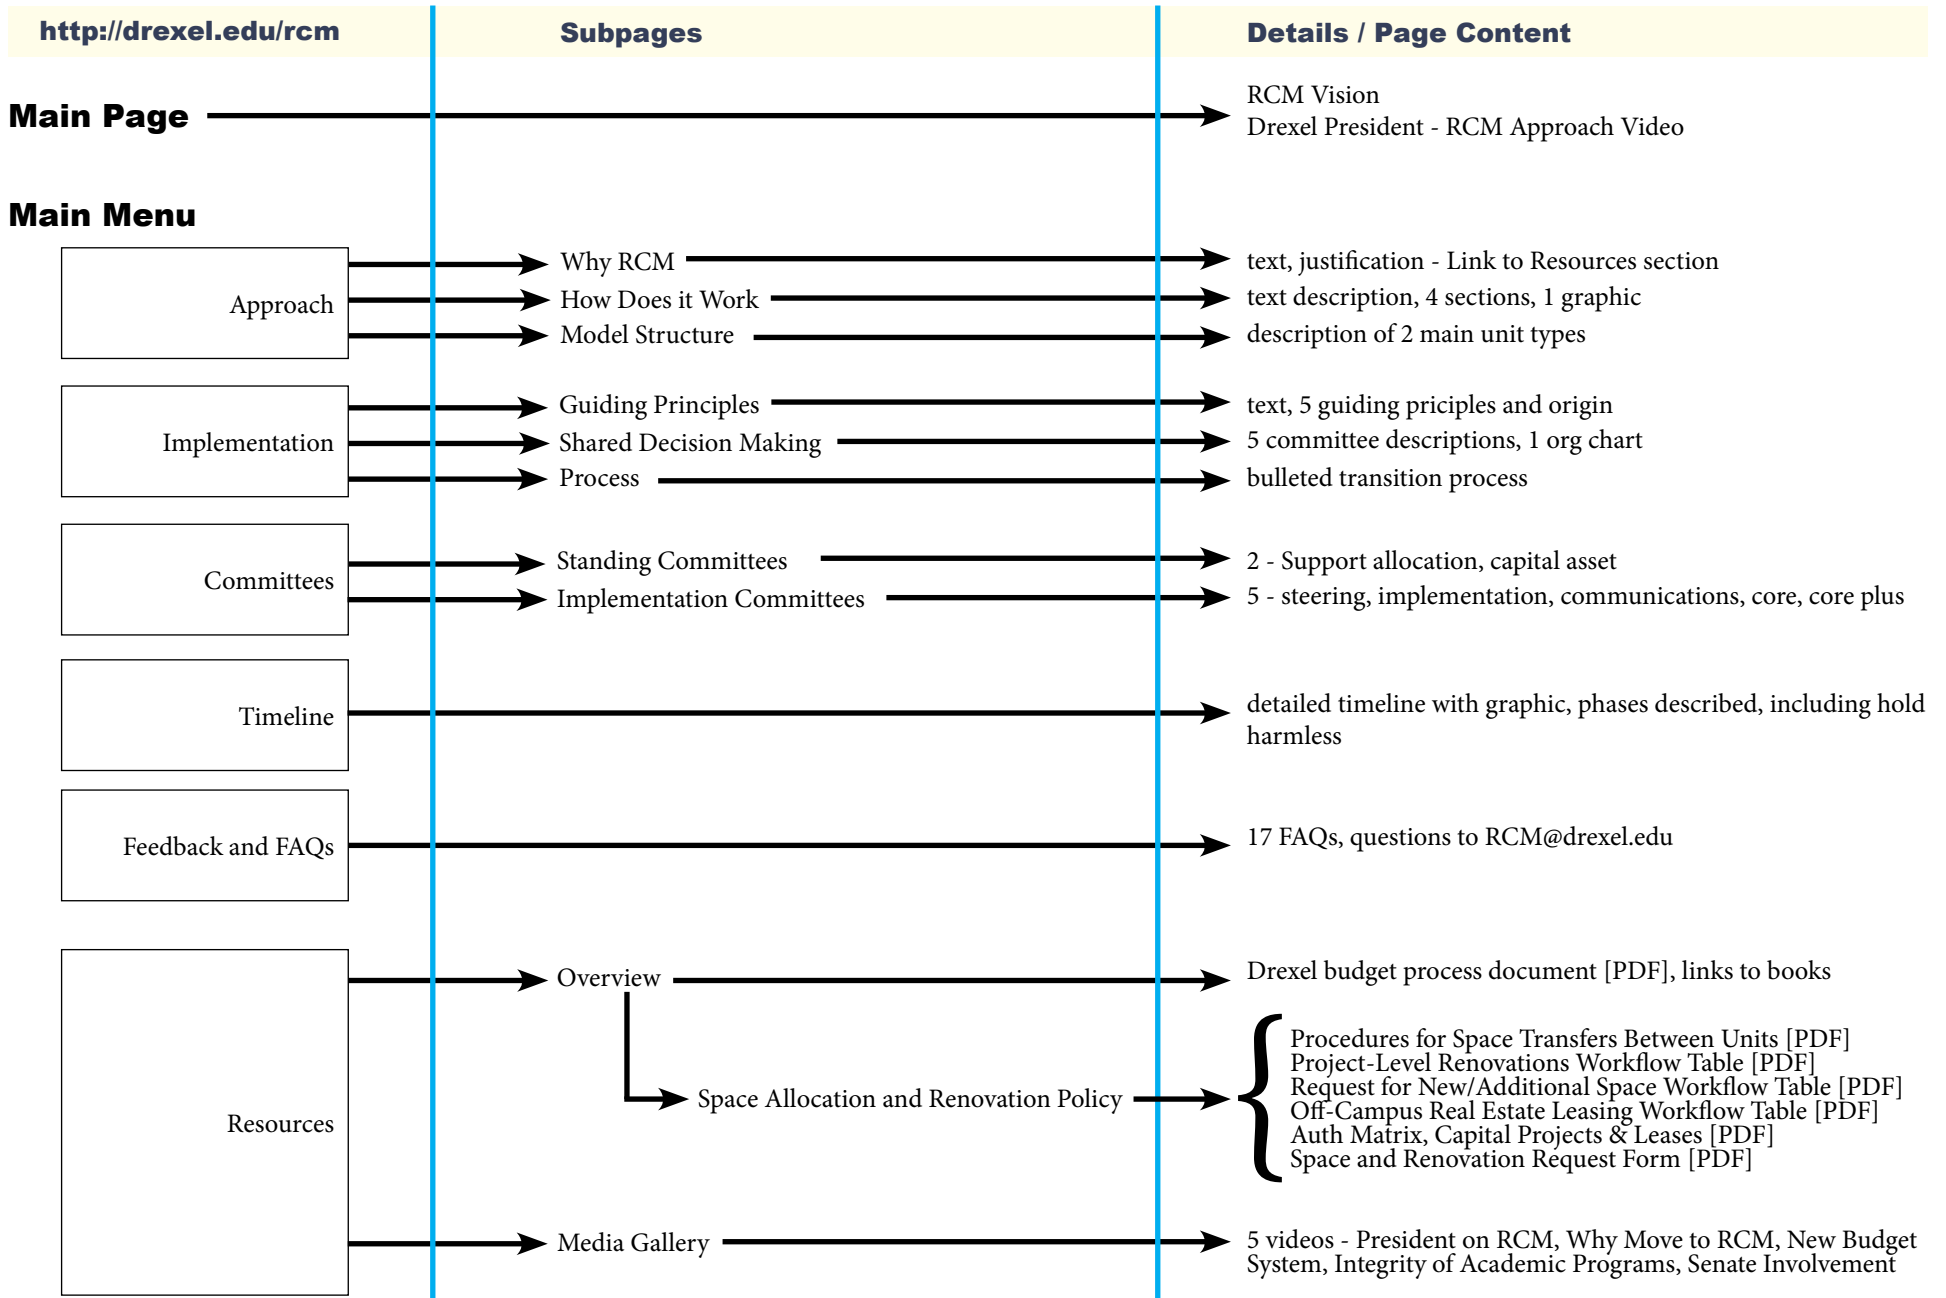 http://drexel.edu/rcm
Subpages
Details / Page Content
Main Page
RCM Vision
Drexel President - RCM Approach Video
Main Menu
Approach
Why RCM
text, justification - Link to Resources section
How Does it Work
text description, 4 sections, 1 graphic
Model Structure
description of 2 main unit types
Implementation
Guiding Principles
text, 5 guiding priciples and origin
Shared Decision Making
5 committee descriptions, 1 org chart
Process
bulleted transition process
Committees
Standing Committees
2 - Support allocation, capital asset
Implementation Committees
5 - steering, implementation, communications, core, core plus
Timeline
detailed timeline with graphic, phases described, including hold
harmless
Feedback and FAQs
17 FAQs, questions to RCM@drexel.edu
Resources
Overview
Drexel budget process document [PDF], links to books
Space Allocation and Renovation Policy
Procedures for Space Transfers Between Units [PDF]
Project-Level Renovations Workflow Table [PDF]
Request for New/Additional Space Workflow Table [PDF]
Off-Campus Real Estate Leasing Workflow Table [PDF]
Auth Matrix, Capital Projects & Leases [PDF]
Space and Renovation Request Form [PDF]
Media Gallery
5 videos - President on RCM, Why Move to RCM, New Budget
System, Integrity of Academic Programs, Senate Involvement